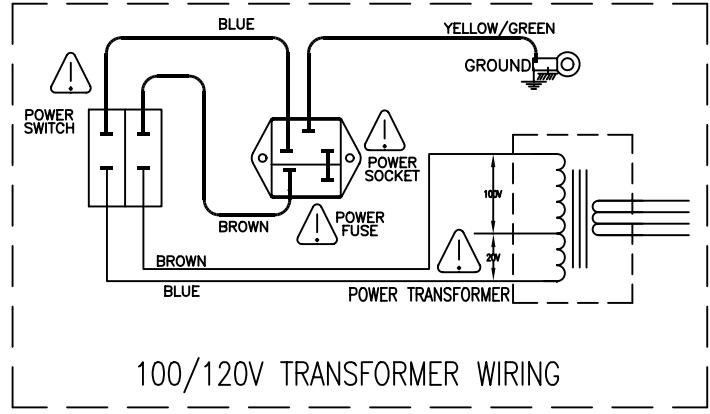 BLUE
YELLOW/GREEN
GROUND
POWER
SWITCH
POWER
SOCKET
100V
POWER
FUSE
BROWN
20V
BROWN
BLUE
POWER TRANSFORMER
100/120V TRANSFORMER WIRING